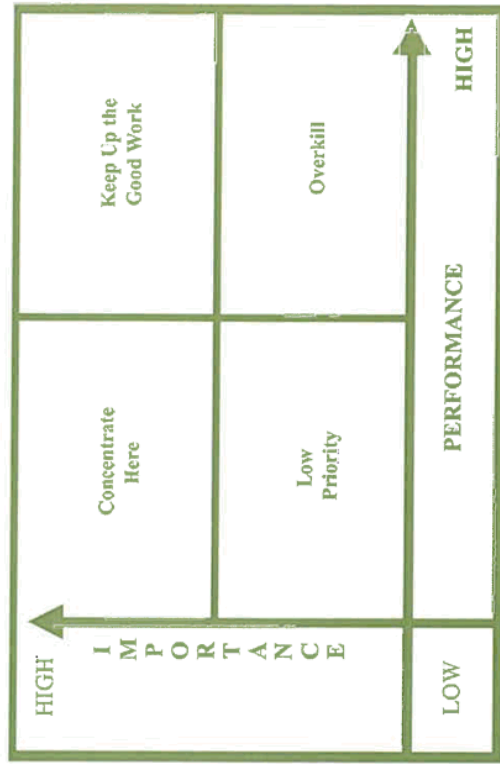 HIGH
I
M
P
O
R
T
A
N
C
E
Concentrate
Here
Keep Up the
Good Work
Low
Priority
Overkill
LOW
PERFORMANCE
HIGH